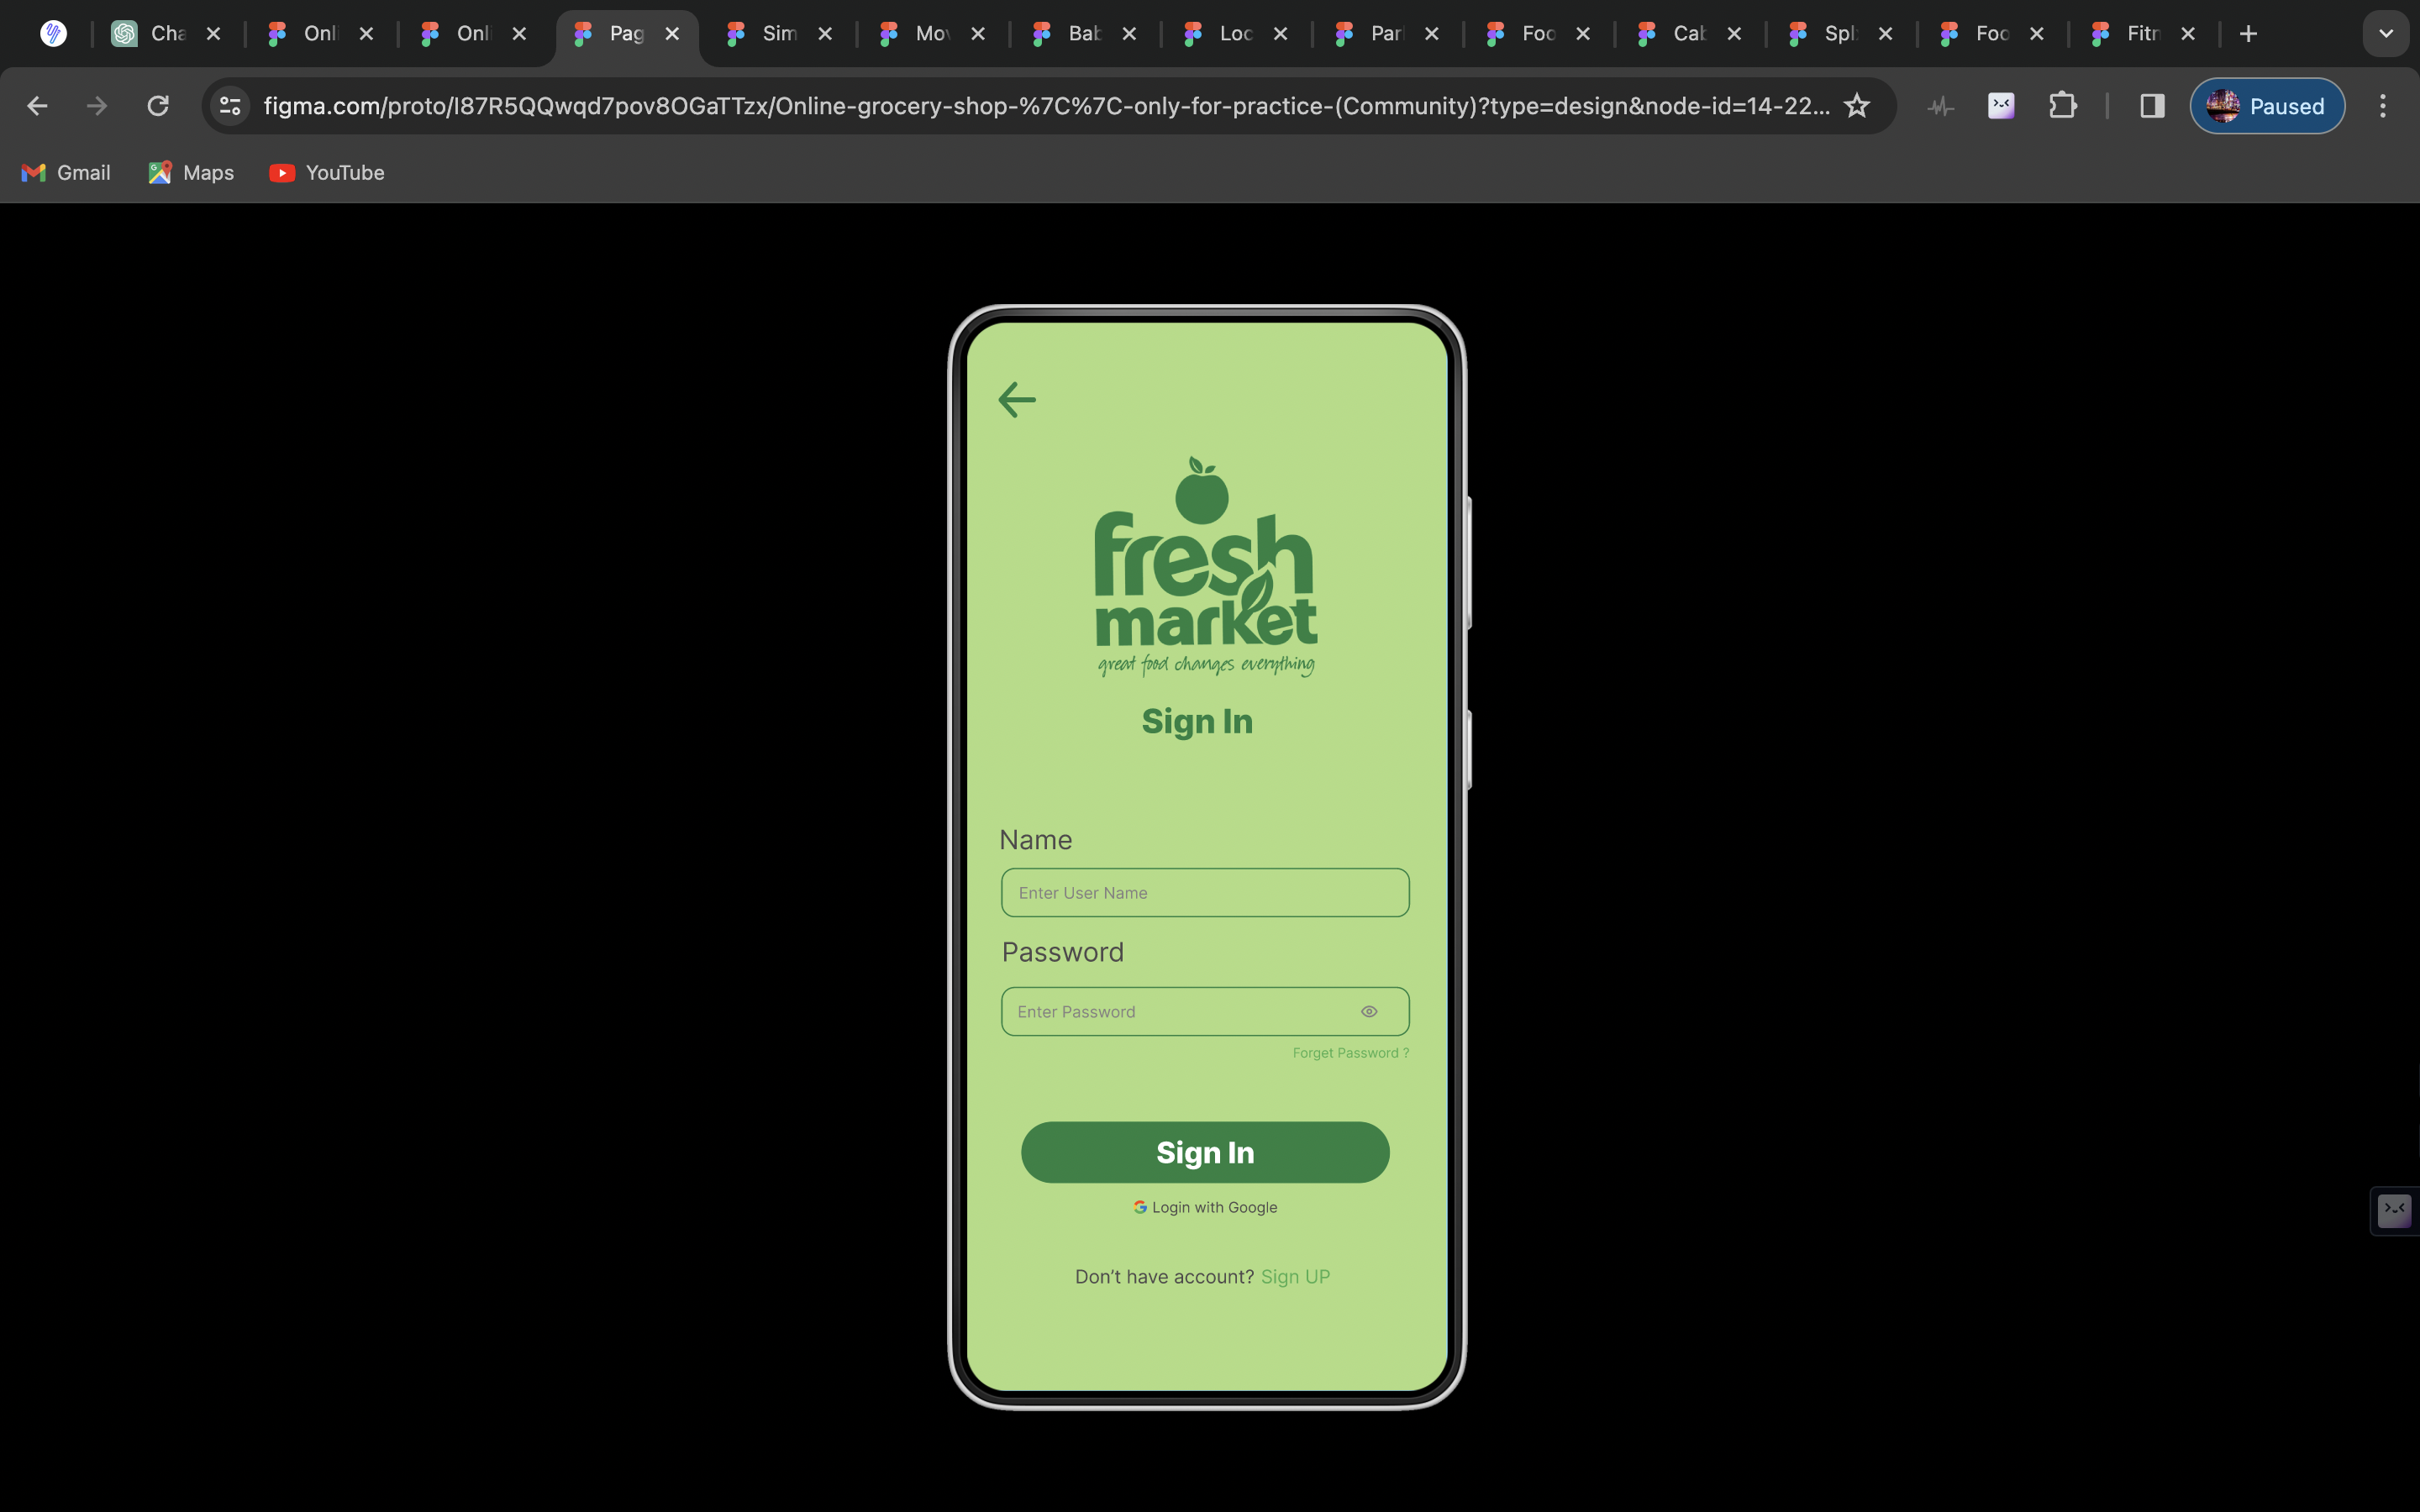 Cha
Onli
Onli
Pag
Sim
Mov
Bab
Loc
Parl
Foo
Cab
Spl
Foo
Fitn
figma.com/proto/I87R5QQwqd7pov8OGaTTzx/Online-grocery-shop-%7C%7C-only-for-practice-(Community)?type=design&node-id=14-22...
Paused
Gmail
Maps
YouTube
fresh
market
great food changes everything
Sign In
Name
Enter User Name
Password
Enter Password
Forget Password ?
Sign In
Login with Google
Don’t have account? Sign UP